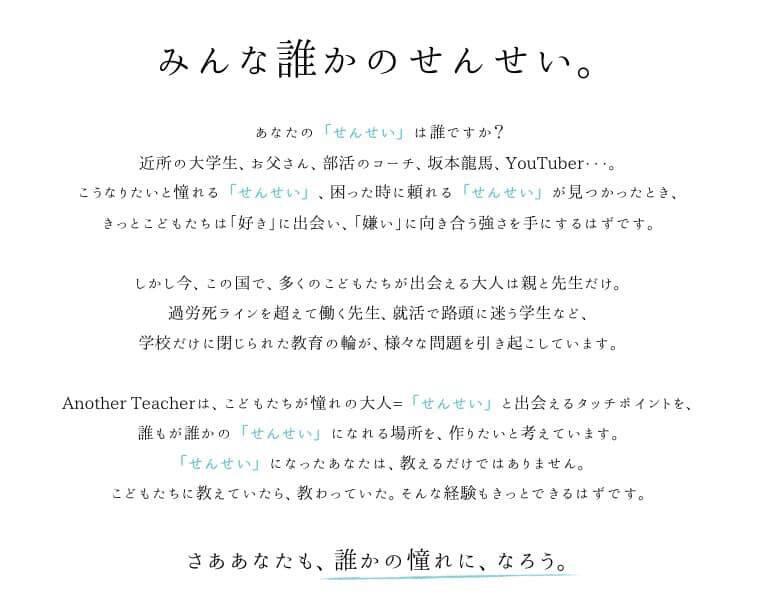 みんな誰かのせんせい。
あなたの「せんせい」は誰ですか？
近所の大学生、お父さん、部活のコーチ、坂本龍馬、YouTuber・・・。
こうなりたいと憧れる「せんせい」、困った時に頼れる「せんせい」が見つかったとき、
きっとこどもたちは「好き」に出会い、「嫌い」に向き合う強さを手にするはずです。
しかし今、この国で、多くのこどもたちが出会える大人は親と先生だけ。
過労死ラインを超えて働く先生、就活で路頭に迷う学生など、
学校だけに閉じられた教育の輪が、様々な問題を引き起こしています。
Another Teacherは、こどもたちが憧れの大人=「せんせい」と出会えるタッチポイントを、
誰もが誰かの「せんせい」になれる場所を、作りたいと考えています。
「せんせい」になったあなたは、教えるだけではありません。
こどもたちに教えていたら、教わっていた。そんな経験もきっとできるはずです。
さああなたも、誰かの憧れに、なろう。